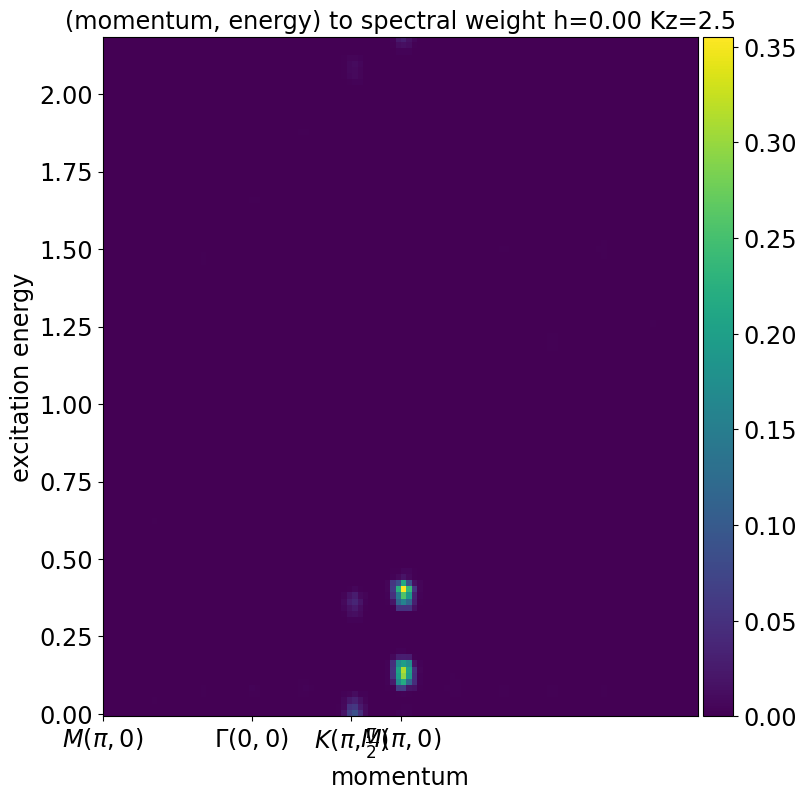 (momentum, energy) to spectral weight h=0.00 Kz=2.5
2.00
1.75
1.50
1.25
1.00
0.75
0.50
0.25
0.00
excitation energy
M(π, 0)
Γ(0, 0)
K(π, π/2)
M(π, 0)
momentum
0.35
0.30
0.25
0.20
0.15
0.10
0.05
0.00